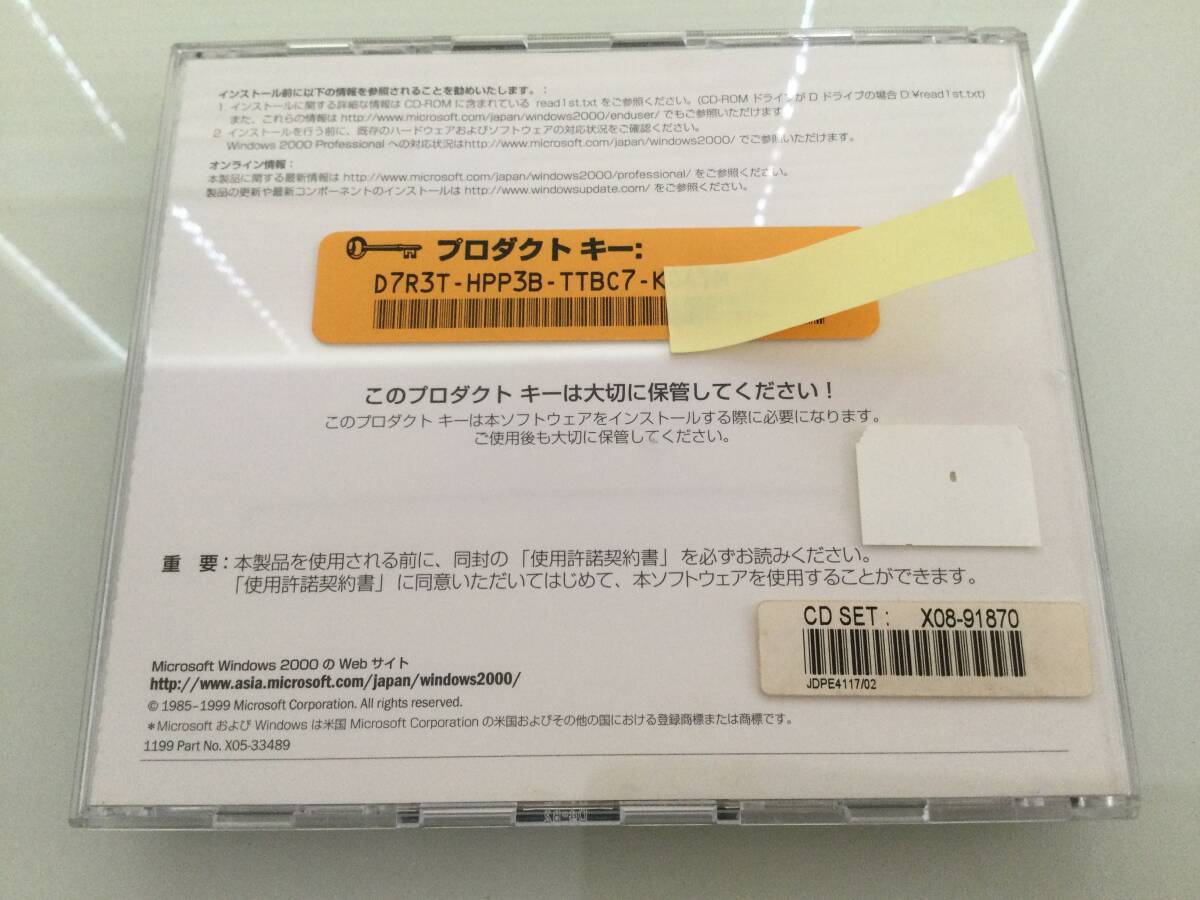 インストール前に以下の情報を参照されることを勧めいたします。:
1. インストールに関する詳細な情報は CD-ROM に含まれている read1st.txt をご参照ください。(CD-ROM ドライブが D ドライブの場合 D:¥read1st.txt)
また、これらの情報は http://www.microsoft.com/japan/windows2000/enduser/ でもご参照いただけます。
2. インストールを行う前に、既存のハードウェアおよびソフトウェアの対応状況をご確認ください。
Windows 2000 Professional への対応状況はhttp://www.microsoft.com/japan/windows2000/ でご参照いただけます。
オンライン情報:
本製品に関する最新情報は http://www.microsoft.com/japan/windows2000/professional/ をご参照ください。
製品の更新や最新コンポーネントのインストールは http://www.windowsupdate.com/ をご参照ください。
プロダクト キー:
D7R3T-HPP3B-TTBC7-K
このプロダクト キーは大切に保管してください!
このプロダクト キーは本ソフトウェアをインストールする際に必要になります。
ご使用後も大切に保管してください。
重 要:本製品を使用される前に、同封の「使用許諾契約書」を必ずお読みください。
「使用許諾契約書」に同意いただいてはじめて、本ソフトウェアを使用することができます。
CD SET: X08-91870
JDPE4117/02
Microsoft Windows 2000 の Web サイト
http://www.asia.microsoft.com/japan/windows2000/
© 1985-1999 Microsoft Corporation. All rights reserved.
*Microsoft および Windows は米国 Microsoft Corporation の米国およびその他の国における登録商標または商標です。
1199 Part No. X05-33489